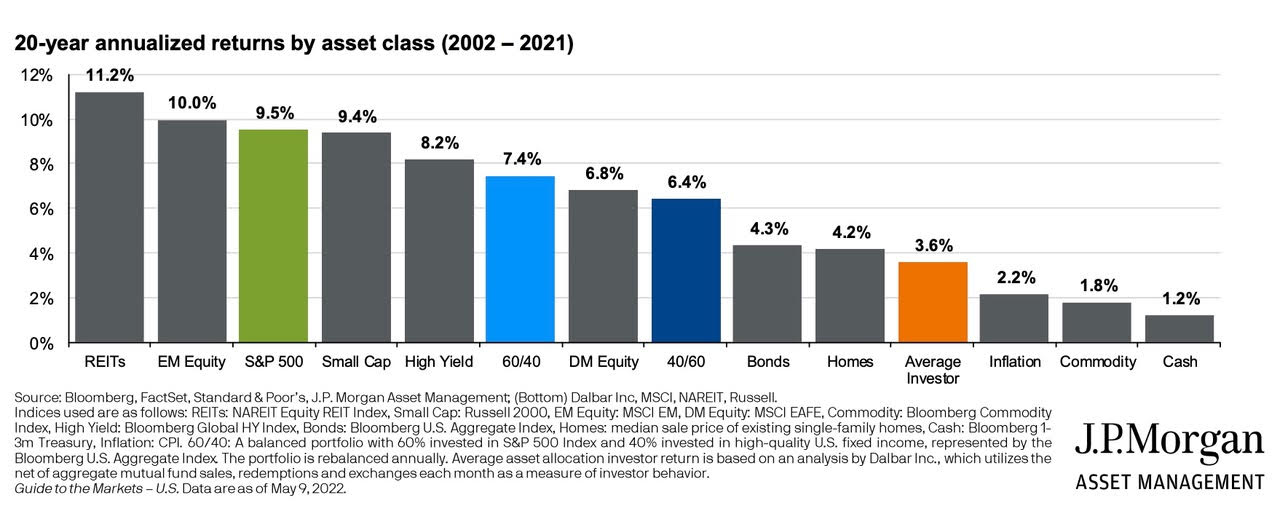 20-year annualized returns by asset class (2002 – 2021)
12%
10%
8%
6%
4%
2%
0%
11.2%
10.0%
9.5%
9.4%
8.2%
7.4%
6.8%
6.4%
4.3%
4.2%
3.6%
2.2%
1.8%
1.2%
REITs
EM Equity
S&P 500
Small Cap
High Yield
60/40
DM Equity
40/60
Bonds
Homes
Average
Investor
Inflation
Commodity
Cash
Source: Bloomberg, FactSet, Standard & Poor's, J.P. Morgan Asset Management; (Bottom) Dalbar Inc, MSCI, NAREIT, Russell.
Indices used are as follows: REITs: NAREIT Equity REIT Index, Small Cap: Russell 2000, EM Equity: MSCI EM, DM Equity: MSCI EAFE, Commodity: Bloomberg Commodity
Index, High Yield: Bloomberg Global HY Index, Bonds: Bloomberg U.S. Aggregate Index, Homes: median sale price of existing single-family homes, Cash: Bloomberg 1-
3m Treasury, Inflation: CPI. 60/40: A balanced portfolio with 60% invested in S&P 500 Index and 40% invested in high-quality U.S. fixed income, represented by the
Bloomberg U.S. Aggregate Index. The portfolio is rebalanced annually. Average asset allocation investor return is based on an analysis by Dalbar Inc., which utilizes the
net of aggregate mutual fund sales, redemptions and exchanges each month as a measure of investor behavior.
Guide to the Markets – U.S. Data are as of May 9, 2022.
J.P.Morgan
ASSET MANAGEMENT